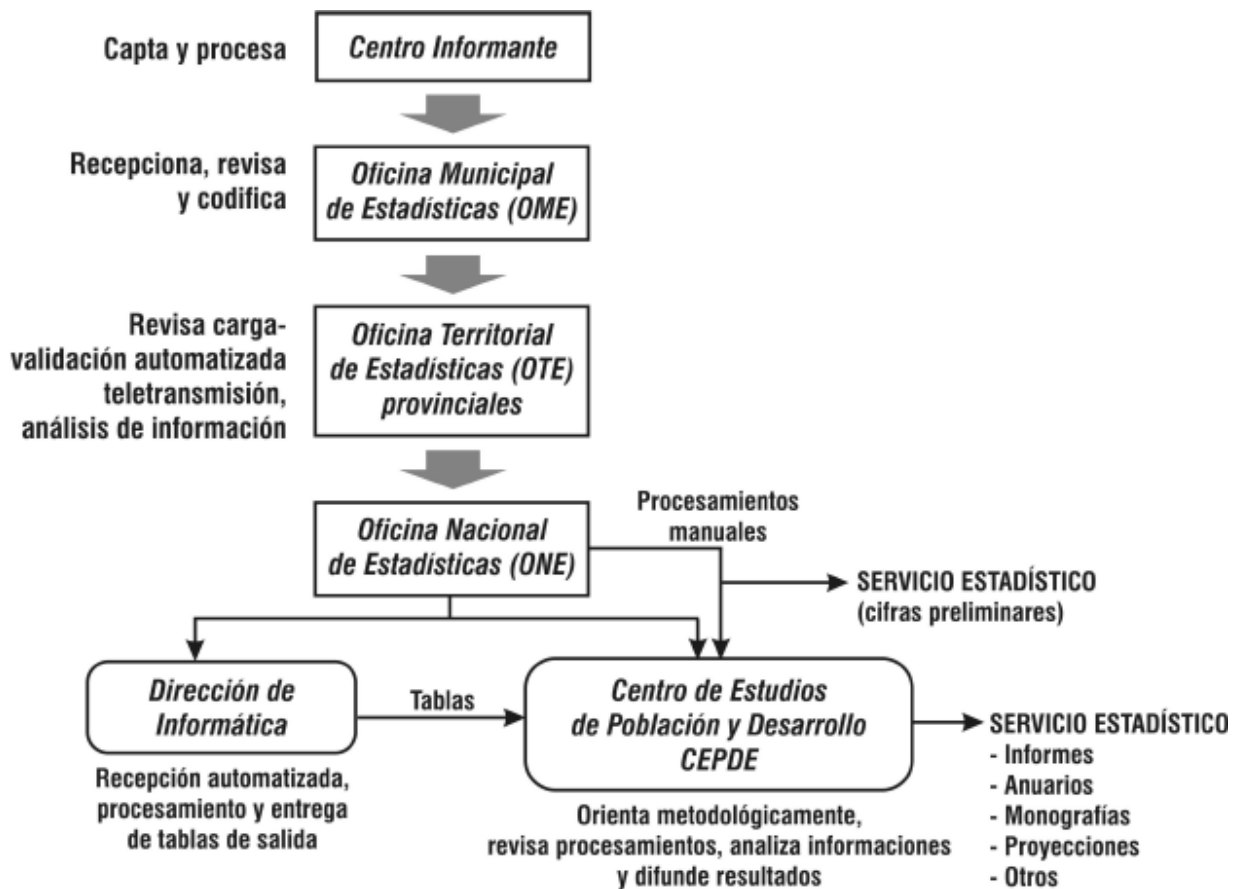 Capta y procesa
Centro Informante
Recepciona, revisa
y codifica
Oficina Municipal
de Estadísticas (OME)
Revisa carga-
validación automatizada
teletransmisión,
análisis de información
Oficina Territorial
de Estadísticas (OTE)
provinciales
Oficina Nacional
de Estadísticas (ONE)
Procesamientos
manuales
SERVICIO ESTADÍSTICO
(cifras preliminares)
Dirección de
Informática
Tablas
Centro de Estudios
de Población y Desarrollo
CEPDE
SERVICIO ESTADÍSTICO
- Informes
- Anuarios
- Monografías
- Proyecciones
- Otros
Recepción automatizada,
procesamiento y entrega
de tablas de salida
Orienta metodológicamente,
revisa procesamientos, analiza informaciones
y difunde resultados